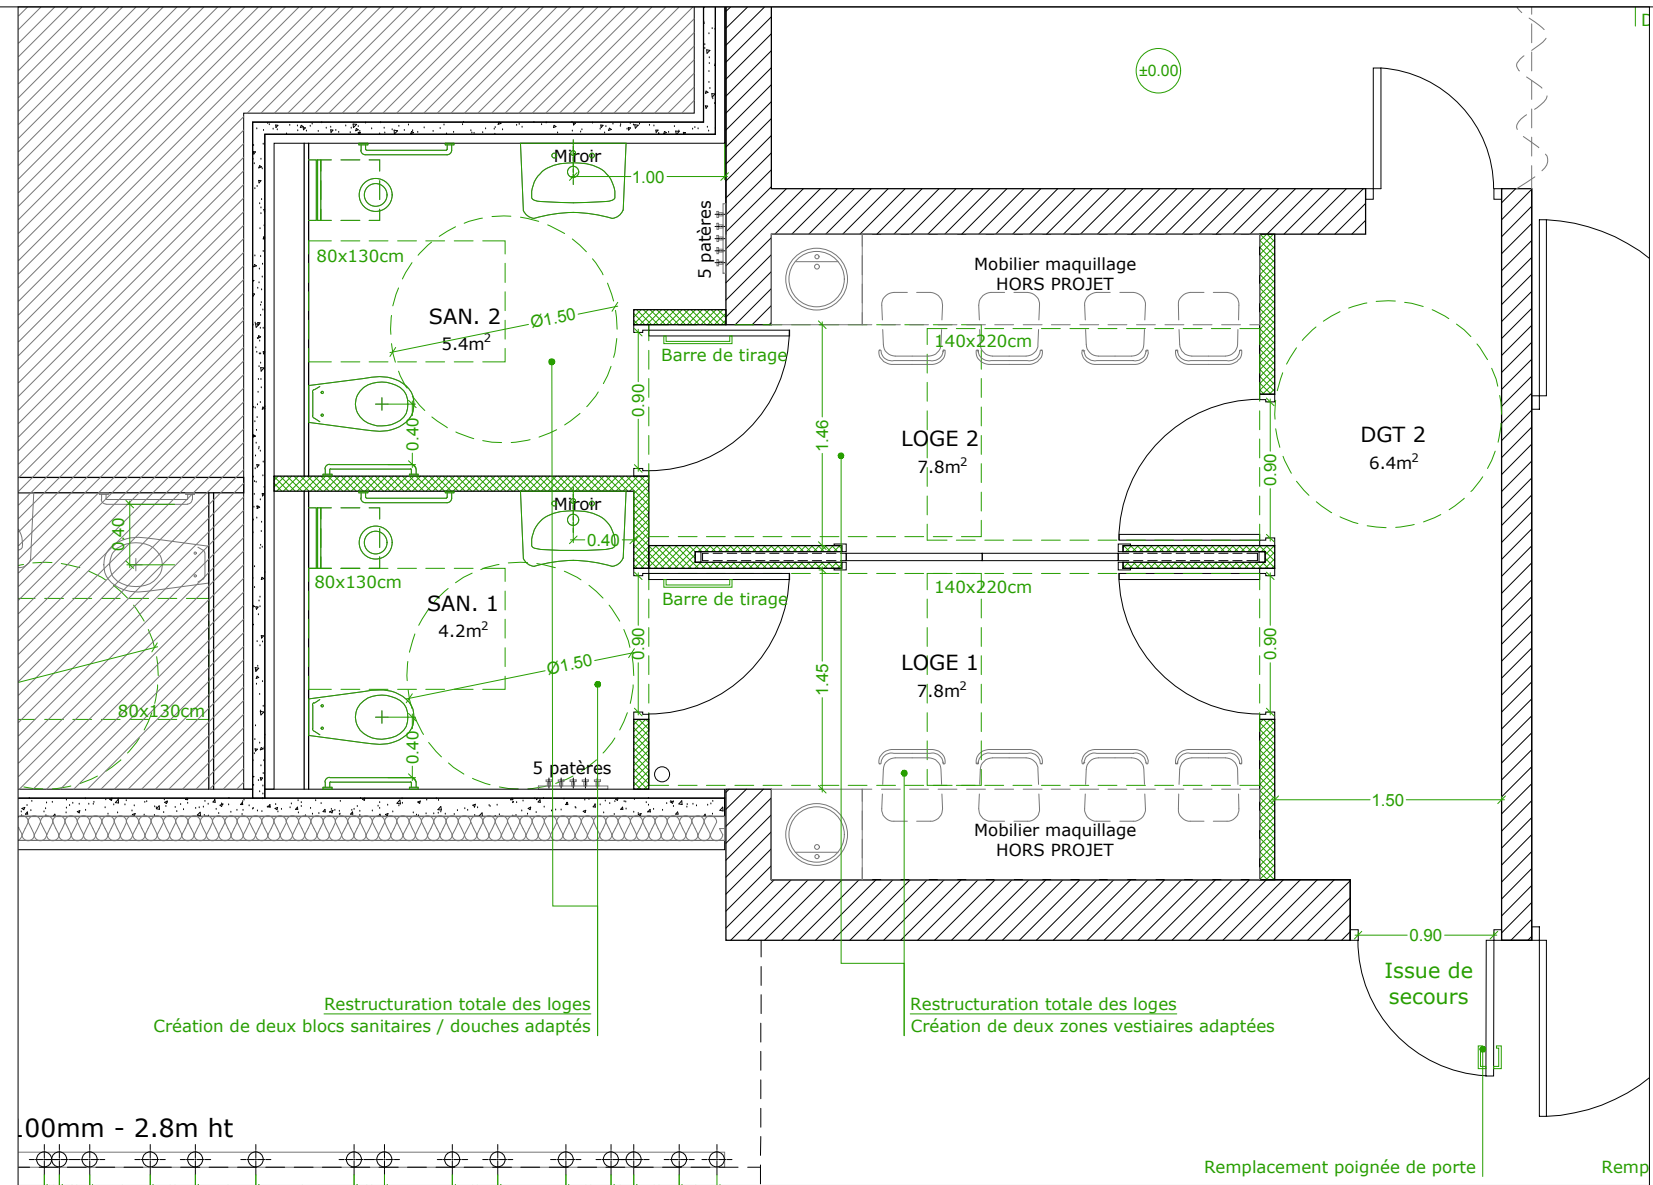 ±0.00
D
Miroir
1.00
5 patères
80x130cm
SAN. 2
5.4m²
Ø1.50
Mobilier maquillage
HORS PROJET
140x220cm
Barre de tirage
0.90
1.46
0.40
LOGE 2
7.8m²
0.90
DGT 2
6.4m²
0.40
Miroir
0.40
80x130cm
SAN. 1
4.2m²
Ø1.50
Barre de tirage
0.90
1.45
140x220cm
LOGE 1
7.8m²
0.90
80x130cm
0.40
5 patères
Mobilier maquillage
HORS PROJET
1.50
0.90
Issue de
secours
Restructuration totale des loges
Création de deux blocs sanitaires / douches adaptés
Restructuration totale des loges
Création de deux zones vestiaires adaptées
00mm - 2.8m ht
Remplacement poignée de porte
Remp